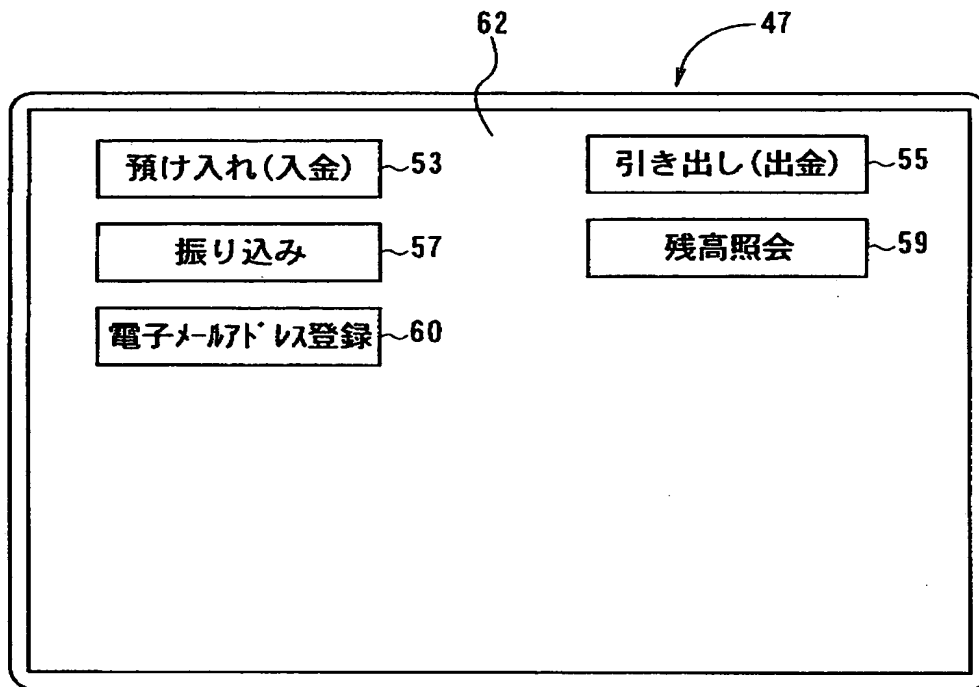 62
47
預け入れ(入金)
53
引き出し(出金)
55
振り込み
57
残高照会
59
電子ﾒｰﾙｱﾄﾞﾚｽ登録
60